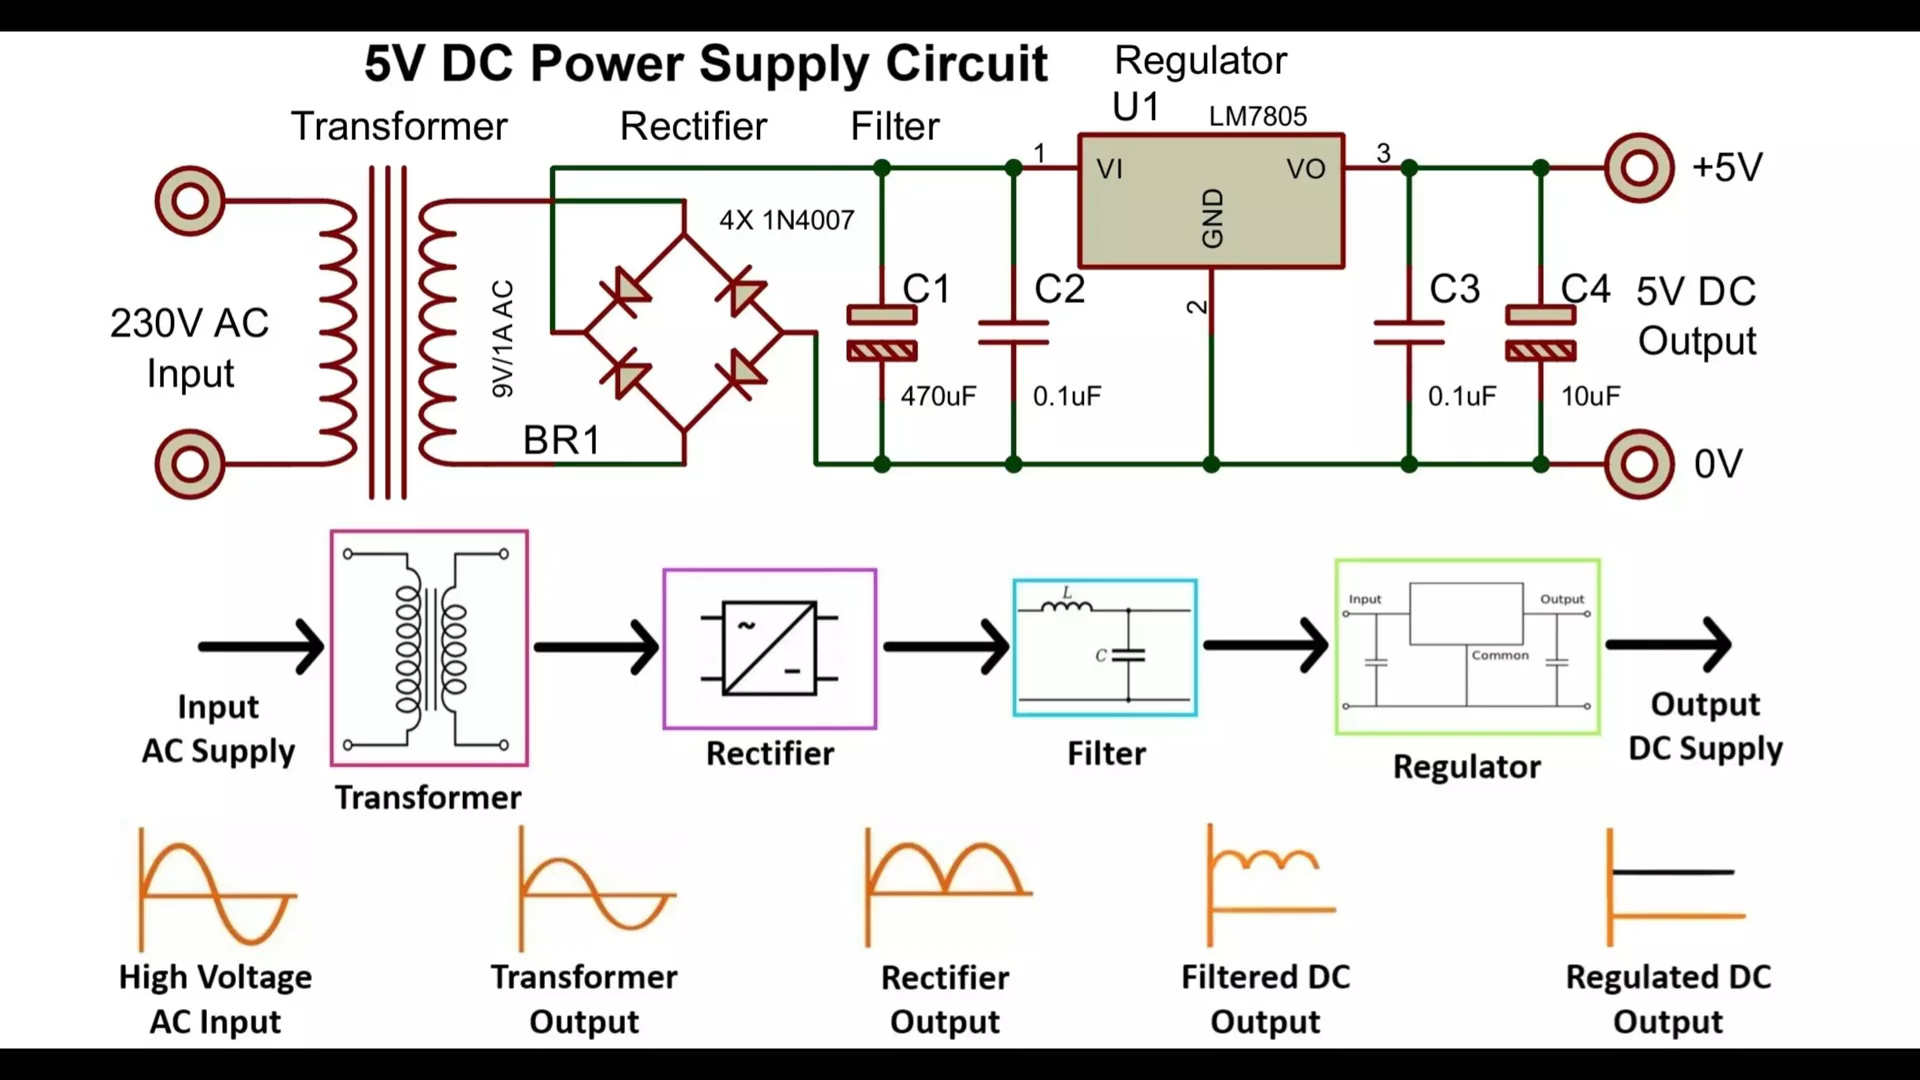 5V DC Power Supply Circuit
Regulator
U1
LM7805
Transformer
Rectifier
Filter
1
VI
VO
3
+5V
GND
2
4X 1N4007
230V AC
Input
9V/1A AC
BR1
C1
470uF
C2
0.1uF
C3
0.1uF
C4
10uF
5V DC
Output
0V
Input
AC Supply
Transformer
~
–
Rectifier
L
C
Filter
Input
Output
Common
Regulator
Output
DC Supply
High Voltage
AC Input
Transformer
Output
Rectifier
Output
Filtered DC
Output
Regulated DC
Output